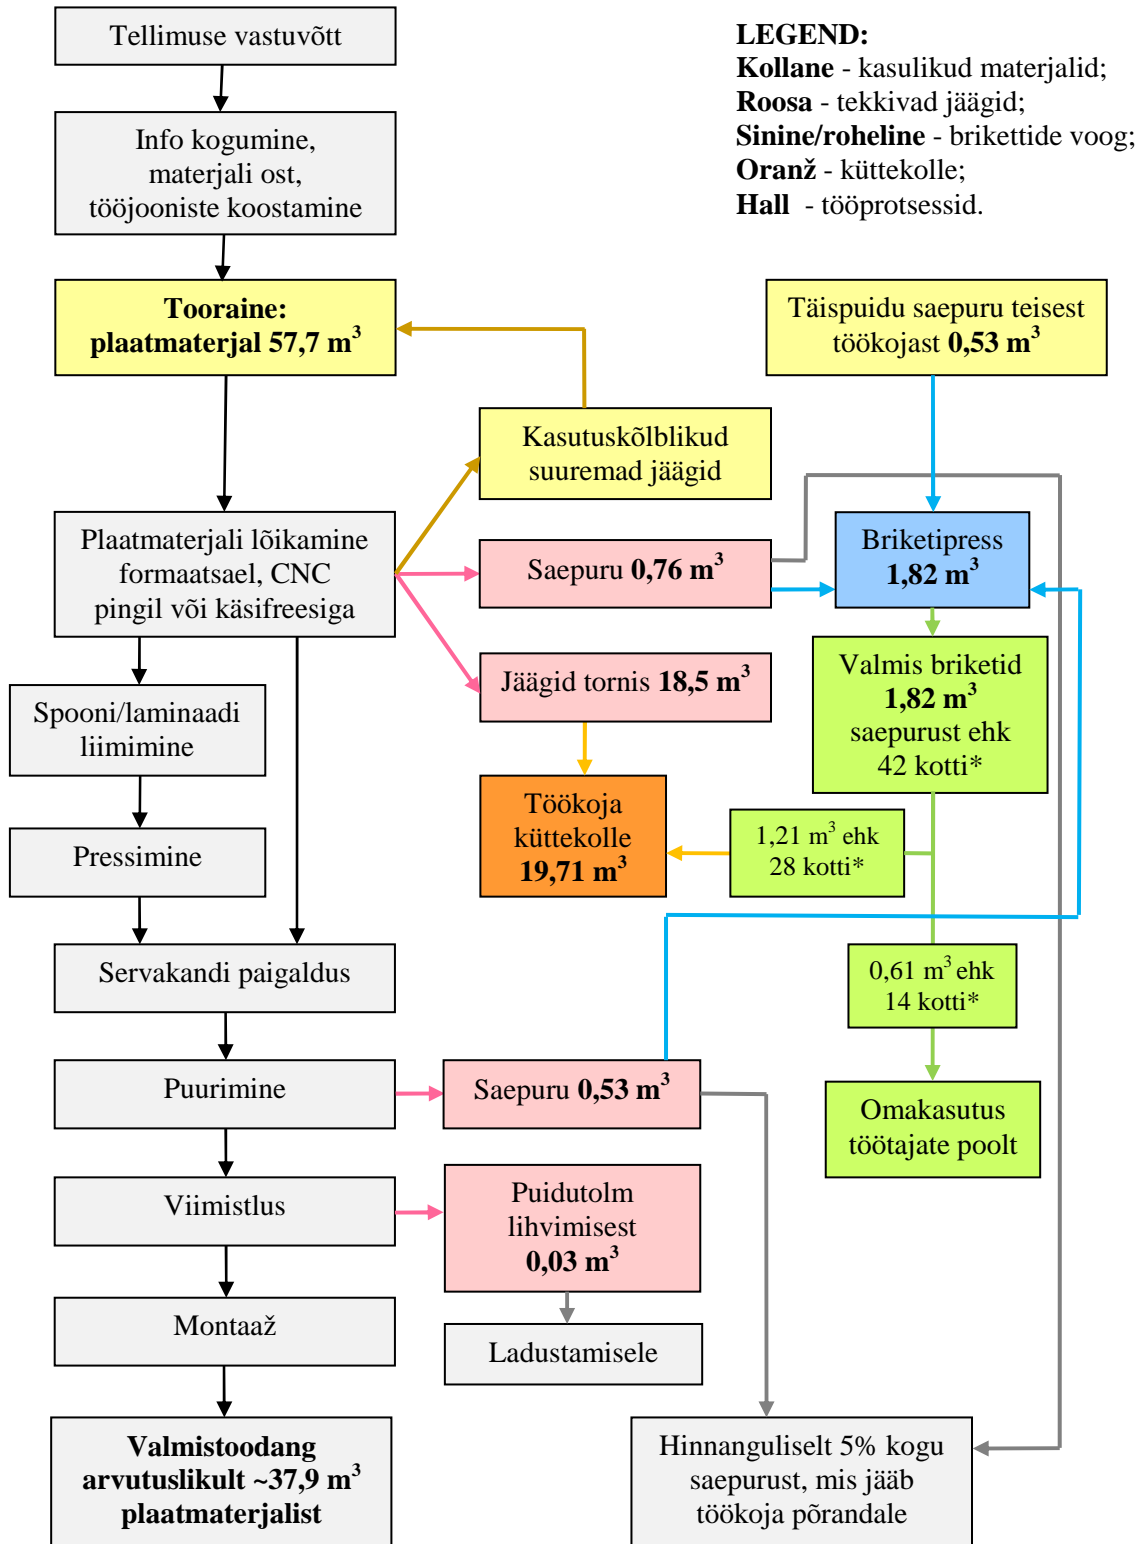 Tellimuse vastuvõtt
LEGEND:
Kollane - kasulikud materjalid;
Roosa - tekkivad jäägid;
Sinine/roheline - brikettide voog;
Oranž - küttekolle;
Hall - tööprotsessid.
Info kogumine,
materjali ost,
tööjooniste koostamine
Tooraine:
plaatmaterjal 57,7 m³
Täispuidu saepuru teisest
töökojast 0,53 m³
Kasutuskõlblikud
suuremad jäägid
Plaatmaterjali lõikamine
formaatsael, CNC
pingil või käsifreesiga
Saepuru 0,76 m³
Briketipress
1,82 m³
Jäägid tornis 18,5 m³
Valmis briketid
1,82 m³
saepurust ehk
42 kotti*
Spooni/laminaadi
liimimine
Töökoja
küttekolle
19,71 m³
1,21 m³ ehk
28 kotti*
Pressimine
Servakandi paigaldus
0,61 m³ ehk
14 kotti*
Puurimine
Saepuru 0,53 m³
Omakasutus
töötajate poolt
Viimistlus
Puidutolm
lihvimisest
0,03 m³
Montaaž
Ladustamisele
Valmistoodang
arvutuslikult ~37,9 m³
plaatmaterjalist
Hinnanguliselt 5% kogu
saepurust, mis jääb
töökoja põrandale